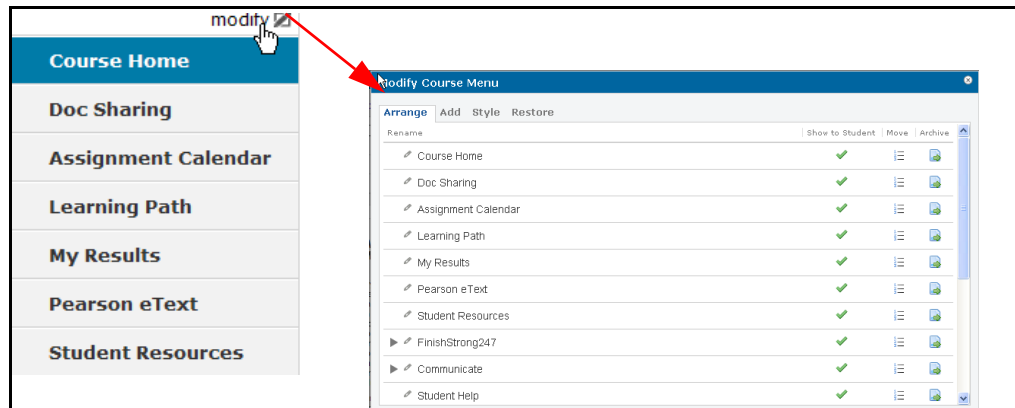 modify
Course Home
Doc Sharing
Assignment Calendar
Learning Path
My Results
Pearson eText
Student Resources
Modify Course Menu
Arrange Add Style Restore
Rename Show to Student Move Archive
Course Home
Doc Sharing
Assignment Calendar
Learning Path
My Results
Pearson eText
Student Resources
FinishStrong247
Communicate
Student Help